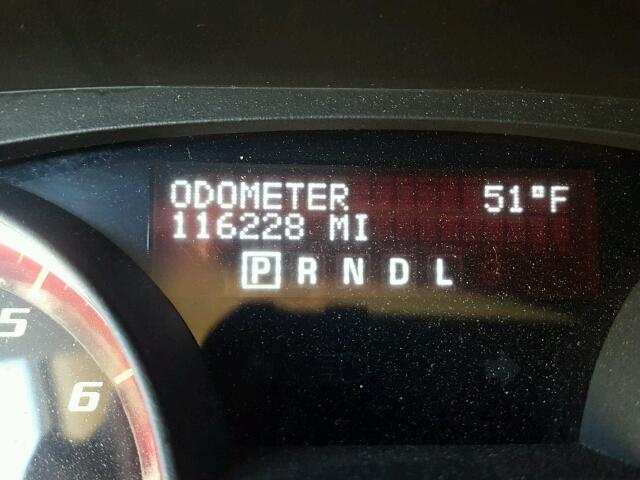 ODOMETER 51°F
116228 MI
P R N D L
5
6